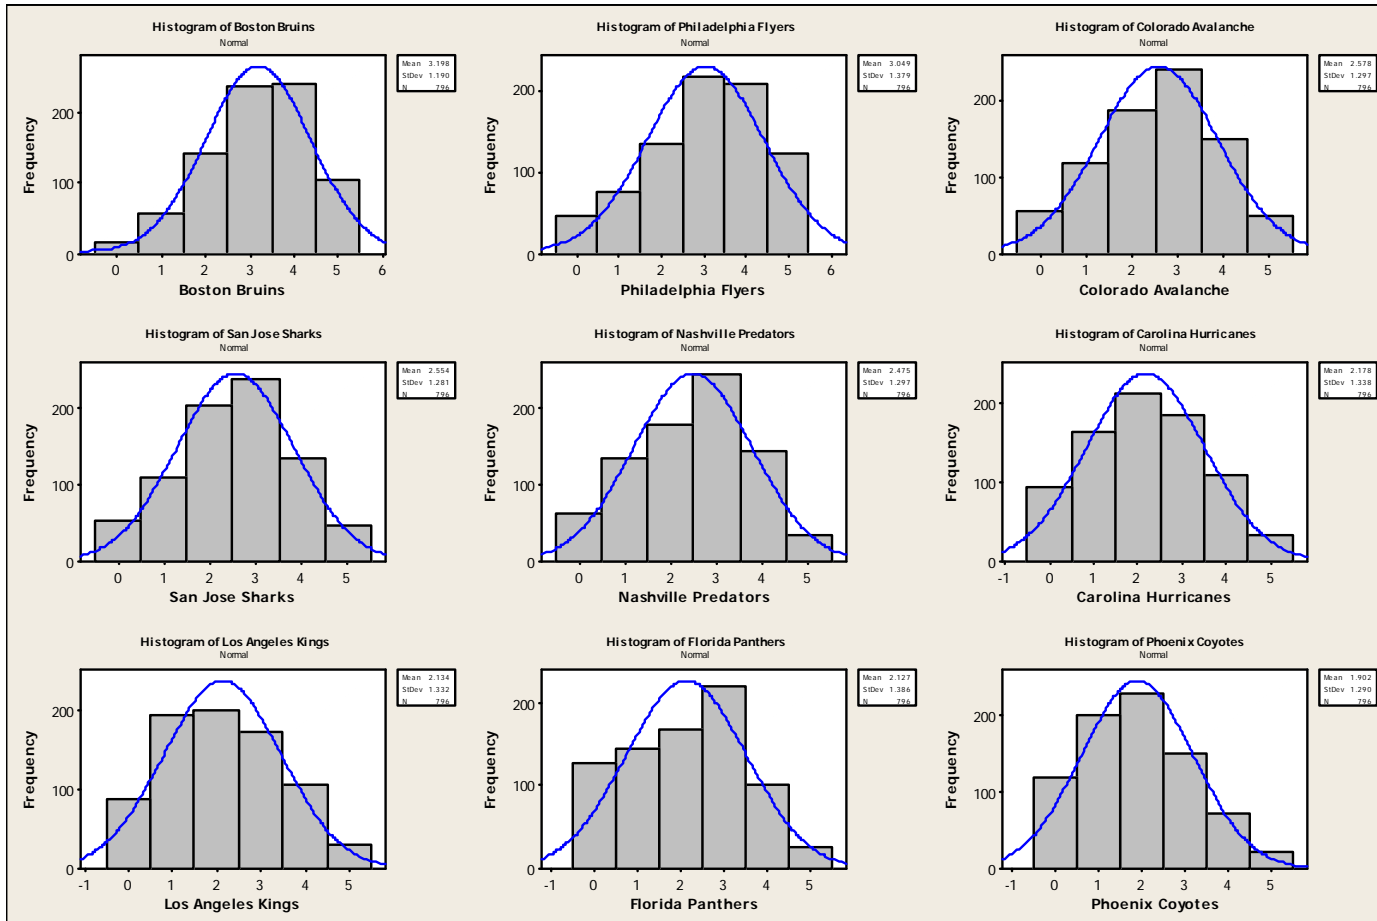 Histogram of Boston Bruins
Normal
Mean 3.198
StDev 1.190
N 796
Frequency
200
100
0
0 1 2 3 4 5 6
Boston Bruins
Histogram of Philadelphia Flyers
Normal
Mean 3.049
StDev 1.379
N 796
Frequency
200
100
0
0 1 2 3 4 5 6
Philadelphia Flyers
Histogram of Colorado Avalanche
Normal
Mean 2.578
StDev 1.297
N 796
Frequency
200
100
0
0 1 2 3 4 5
Colorado Avalanche
Histogram of San Jose Sharks
Normal
Mean 2.554
StDev 1.281
N 796
Frequency
200
100
0
0 1 2 3 4 5
San Jose Sharks
Histogram of Nashville Predators
Normal
Mean 2.475
StDev 1.297
N 796
Frequency
200
100
0
0 1 2 3 4 5
Nashville Predators
Histogram of Carolina Hurricanes
Normal
Mean 2.178
StDev 1.338
N 796
Frequency
200
100
0
-1 0 1 2 3 4 5
Carolina Hurricanes
Histogram of Los Angeles Kings
Normal
Mean 2.134
StDev 1.332
N 796
Frequency
200
100
0
-1 0 1 2 3 4 5
Los Angeles Kings
Histogram of Florida Panthers
Normal
Mean 2.127
StDev 1.386
N 796
Frequency
200
100
0
-1 0 1 2 3 4 5
Florida Panthers
Histogram of Phoenix Coyotes
Normal
Mean 1.902
StDev 1.290
N 796
Frequency
200
100
0
-1 0 1 2 3 4 5
Phoenix Coyotes